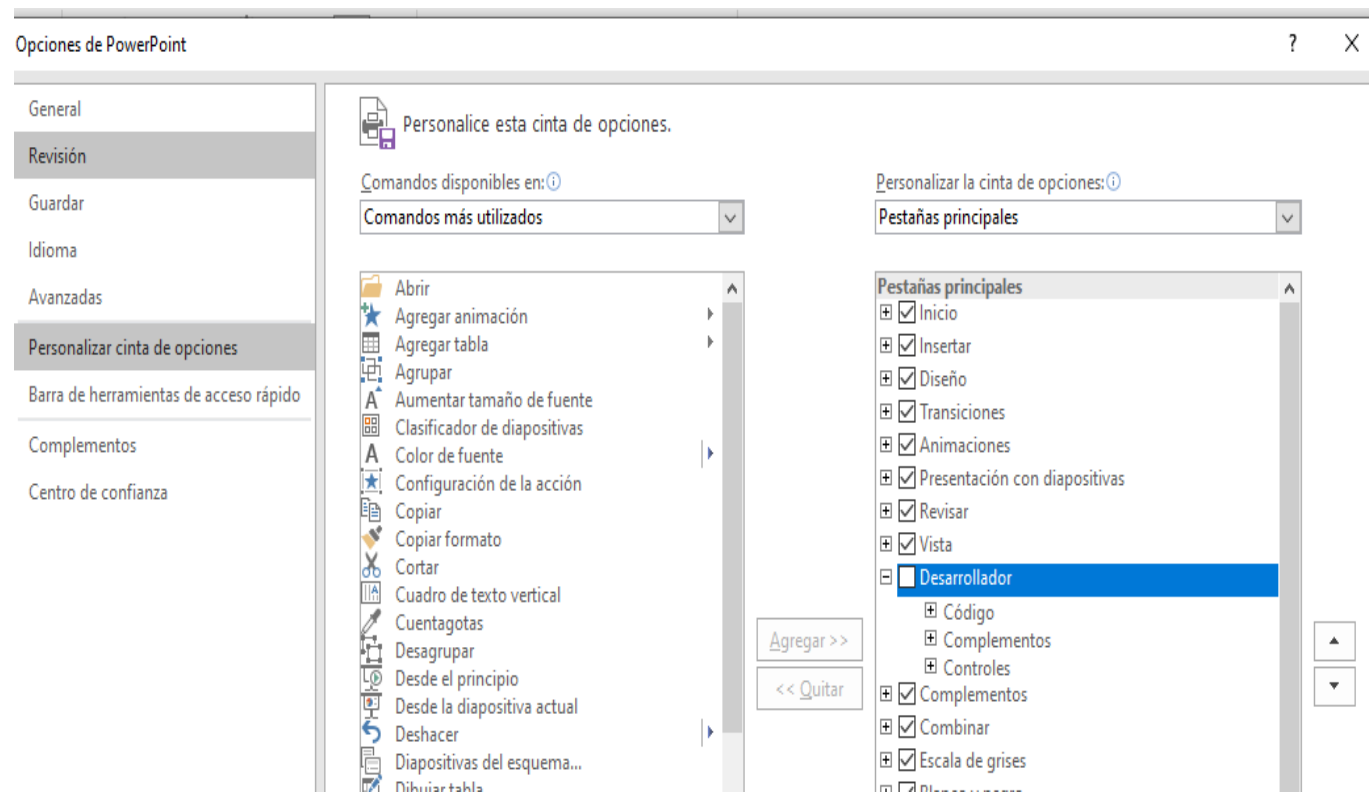 Opciones de PowerPoint
?
General
Revisión
Guardar
Idioma
Avanzadas
Personalizar cinta de opciones
Barra de herramientas de acceso rápido
Complementos
Centro de confianza
Personalice esta cinta de opciones.
Comandos disponibles en:
Comandos más utilizados
Abrir
Agregar animación
Agregar tabla
Agrupar
Aumentar tamaño de fuente
Clasificador de diapositivas
Color de fuente
Configuración de la acción
Copiar
Copiar formato
Cortar
Cuadro de texto vertical
Cuentagotas
Desagrupar
Desde el principio
Desde la diapositiva actual
Deshacer
Diapositivas del esquema...
Dibujar tabla
Agregar >>
<< Quitar
Personalizar la cinta de opciones:
Pestañas principales
Pestañas principales
Inicio
Insertar
Diseño
Transiciones
Animaciones
Presentación con diapositivas
Revisar
Vista
Desarrollador
Código
Complementos
Controles
Complementos
Combinar
Escala de grises
Blanco y negro